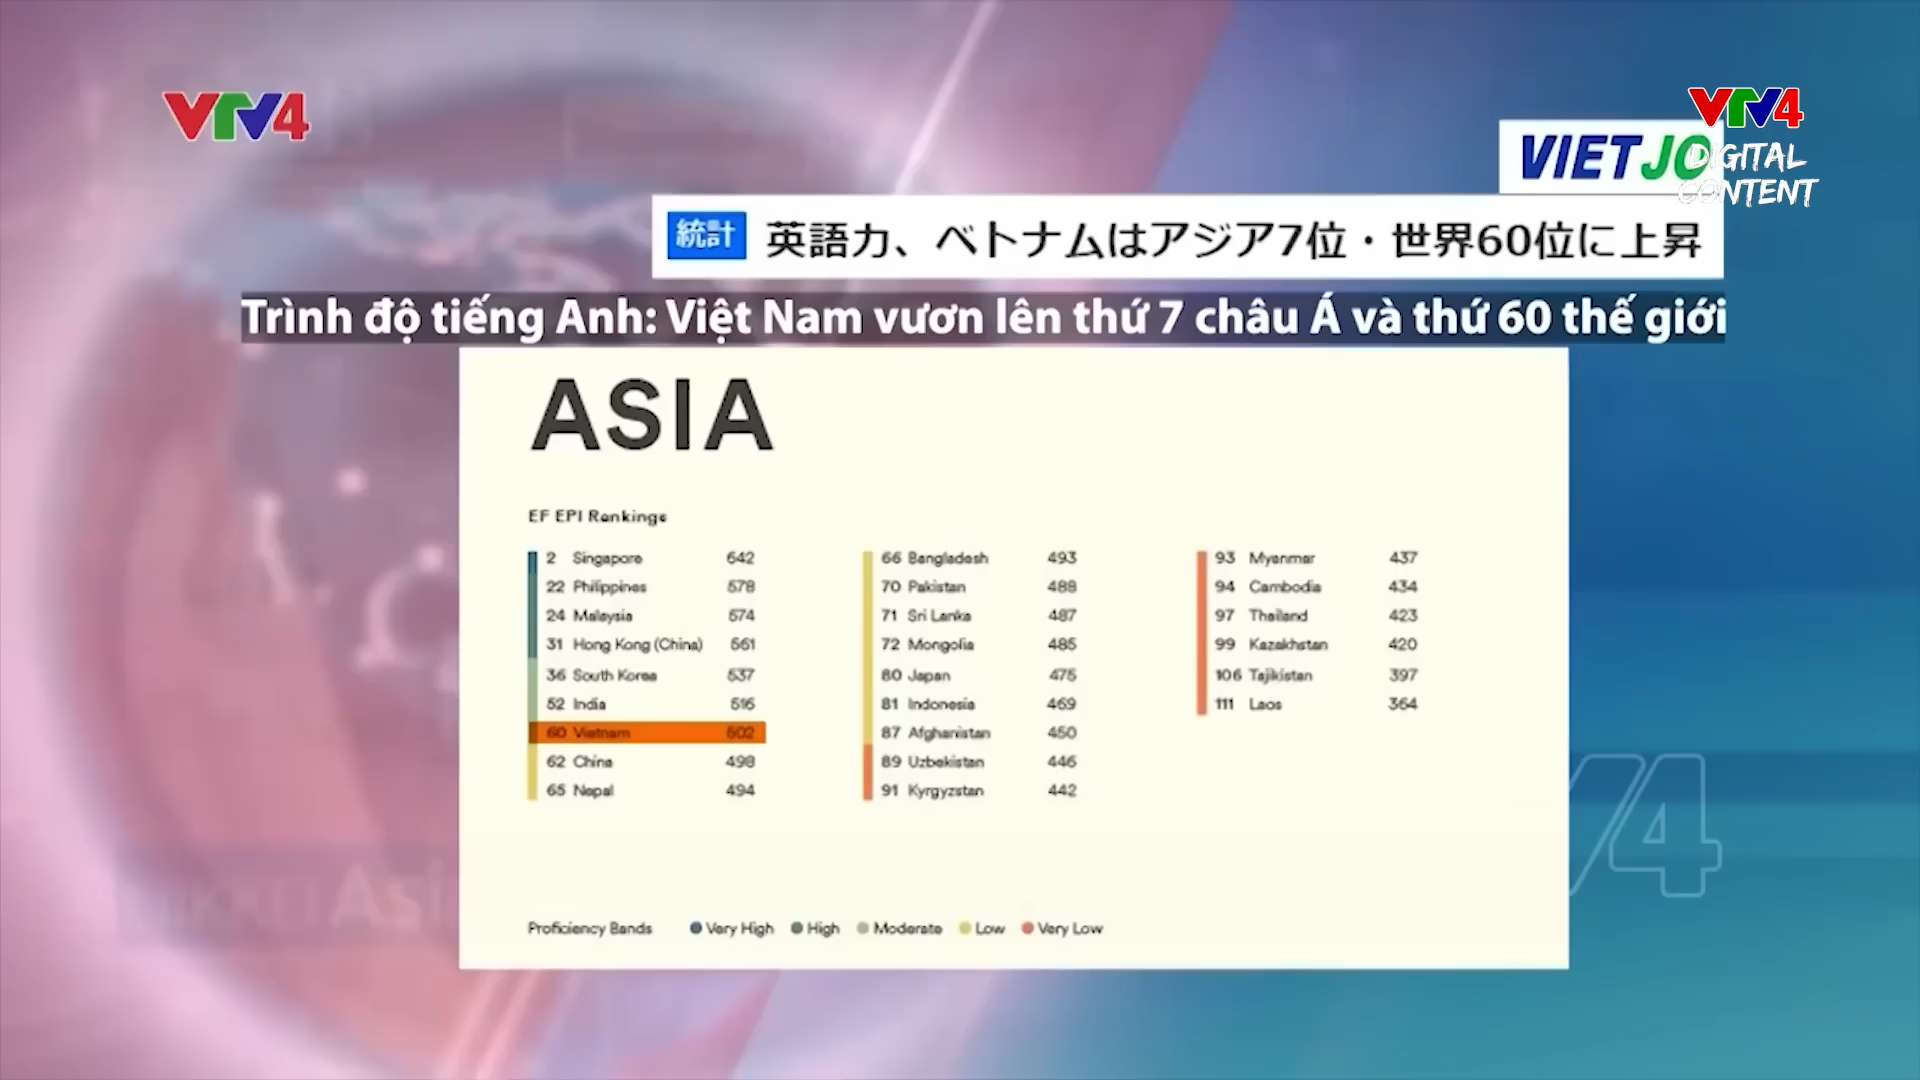 VTV4
VTV4
DIGITAL
CONTENT
VIETJO
統計 英語力、ベトナムはアジア7位・世界60位に上昇
Trình độ tiếng Anh: Việt Nam vươn lên thứ 7 châu Á và thứ 60 thế giới
ASIA
EF EPI Rankings
2 Singapore 642
22 Philippines 578
24 Malaysia 574
31 Hong Kong (China) 561
36 South Korea 537
52 India 516
60 Vietnam 502
62 China 498
65 Nepal 494
66 Bangladesh 493
70 Pakistan 488
71 Sri Lanka 487
72 Mongolia 485
80 Japan 475
81 Indonesia 469
87 Afghanistan 450
89 Uzbekistan 446
91 Kyrgyzstan 442
93 Myanmar 437
94 Cambodia 434
97 Thailand 423
99 Kazakhstan 420
106 Tajikistan 397
111 Laos 364
Proficiency Bands Very High High Moderate Low Very Low